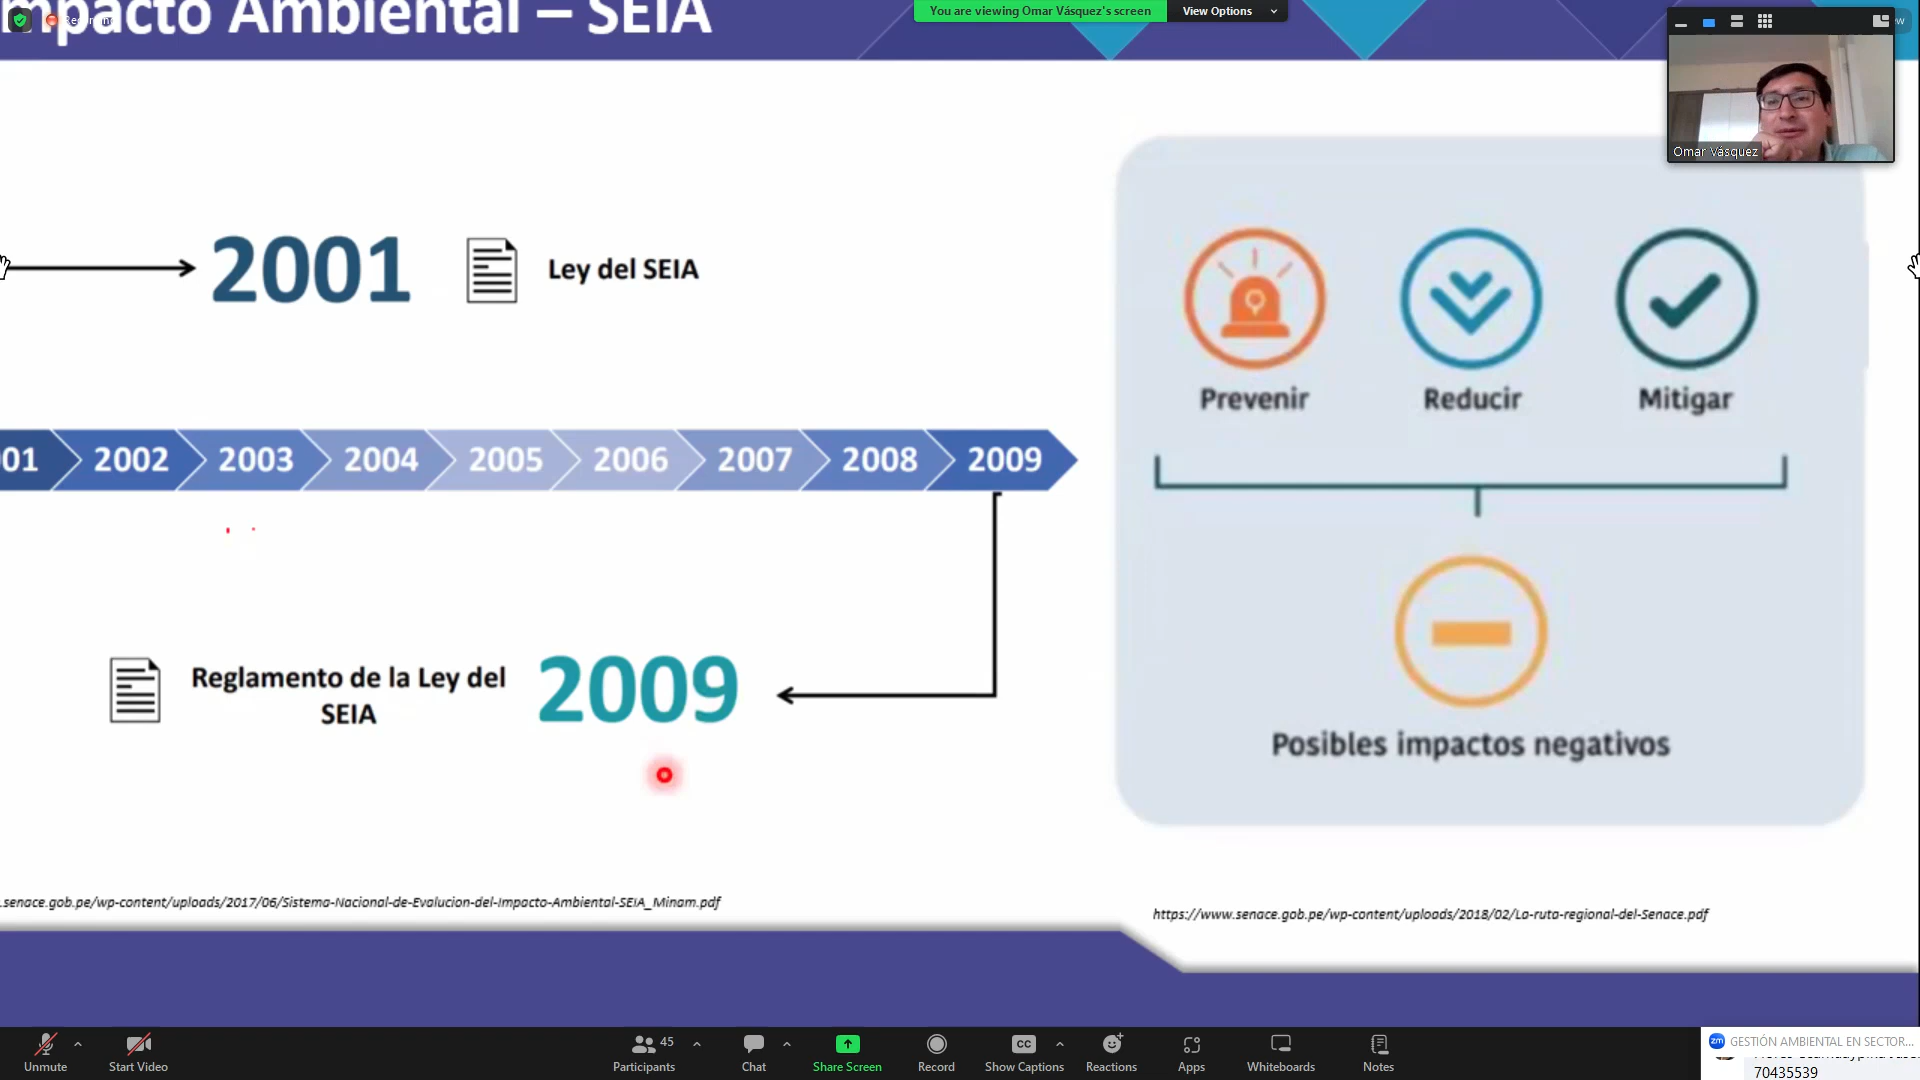 mpacto Ambiental – SEIA
You are viewing Omar Vásquez's screen
View Options
Omar Vásquez
2001
Ley del SEIA
Prevenir
Reducir
Mitigar
01
2002
2003
2004
2005
2006
2007
2008
2009
Reglamento de la Ley del
SEIA
2009
Posibles impactos negativos
.senace.gob.pe/wp-content/uploads/2017/06/Sistema-Nacional-de-Evalucion-del-Impacto-Ambiental-SEIA_Minam.pdf
https://www.senace.gob.pe/wp-content/uploads/2018/02/La-ruta-regional-del-Senace.pdf
Unmute
Start Video
Participants
45
Chat
Share Screen
Record
CC
Show Captions
Reactions
Apps
Whiteboards
Notes
zm
GESTIÓN AMBIENTAL EN SECTOR...
70435539